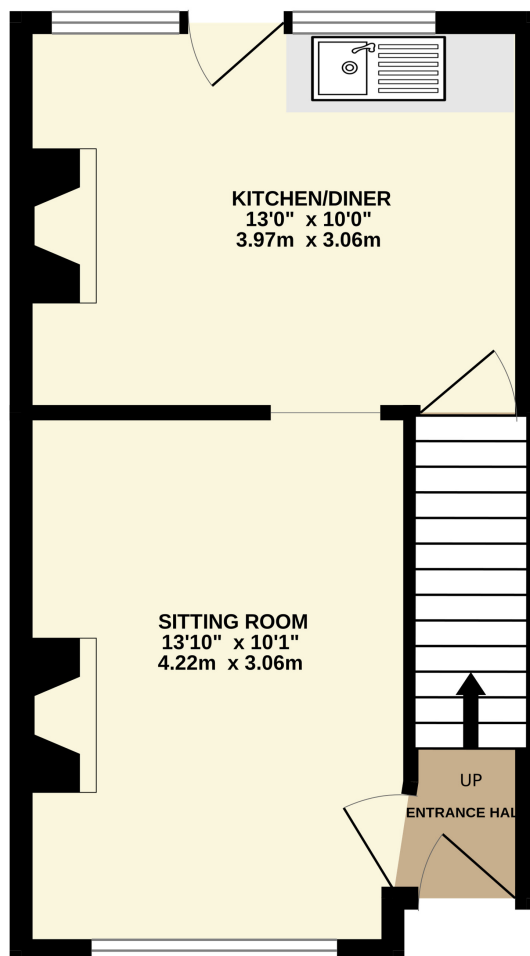 KITCHEN/DINER
13'0" x 10'0"
3.97m x 3.06m
SITTING ROOM
13'10" x 10'1"
4.22m x 3.06m
UP
ENTRANCE HAL